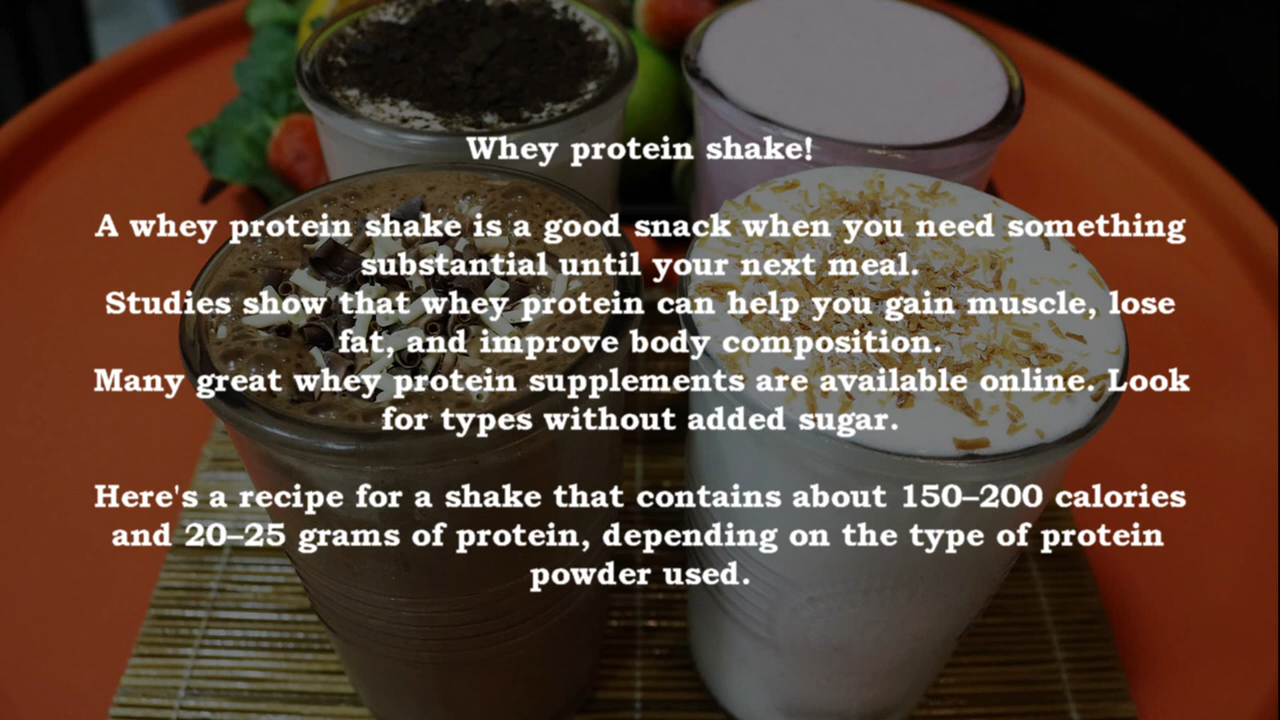 Whey protein shake!
A whey protein shake is a good snack when you need something
substantial until your next meal.
Studies show that whey protein can help you gain muscle, lose
fat, and improve body composition.
Many great whey protein supplements are available online. Look
for types without added sugar.
Here's a recipe for a shake that contains about 150–200 calories
and 20–25 grams of protein, depending on the type of protein
powder used.